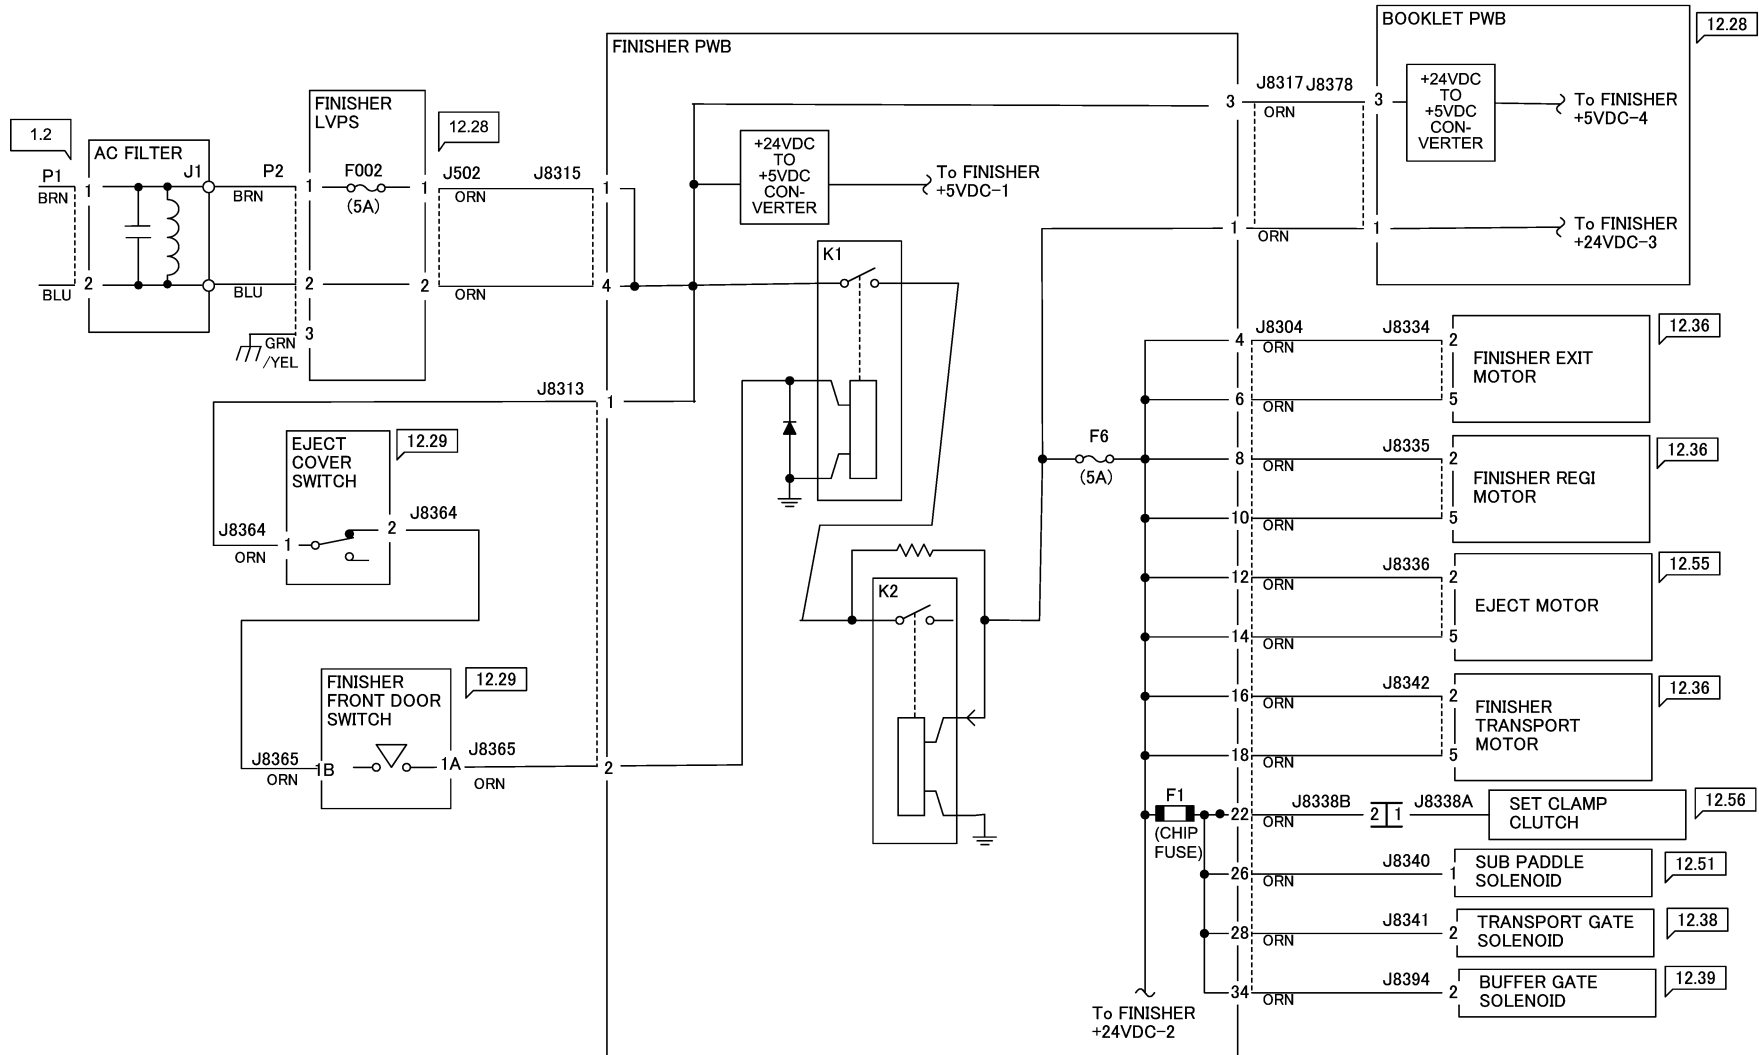 BOOKLET PWB
12.28
FINISHER PWB
+24VDC
TO
+5VDC
CON-
VERTER
To FINISHER
+5VDC-4
J8317 J8378
3
ORN
3
1
ORN
1
To FINISHER
+24VDC-3
1.2
AC FILTER
P1
BRN
1
J1
BRN
P2
BLU
2
BLU
FINISHER
LVPS
12.28
1
F002
(5A)
1
J502
ORN
J8315
1
2
2
ORN
4
3
GRN
/YEL
+24VDC
TO
+5VDC
CON-
VERTER
To FINISHER
+5VDC-1
K1
J8313
1
EJECT
COVER
SWITCH
12.29
J8364
ORN
1
2
J8364
FINISHER
FRONT DOOR
SWITCH
12.29
J8365
ORN
1B
1A
J8365
ORN
2
K2
F6
(5A)
4
J8304
ORN
J8334
2
FINISHER EXIT
MOTOR
12.36
6
ORN
5
8
ORN
J8335
2
FINISHER REGI
MOTOR
12.36
10
ORN
5
12
ORN
J8336
2
EJECT MOTOR
12.55
14
ORN
5
16
ORN
J8342
2
FINISHER
TRANSPORT
MOTOR
12.36
18
ORN
5
F1
(CHIP
FUSE)
22
ORN
J8338B
2
1
J8338A
SET CLAMP
CLUTCH
12.56
26
ORN
J8340
1
SUB PADDLE
SOLENOID
12.51
28
ORN
J8341
2
TRANSPORT GATE
SOLENOID
12.38
34
ORN
J8394
2
BUFFER GATE
SOLENOID
12.39
To FINISHER
+24VDC-2